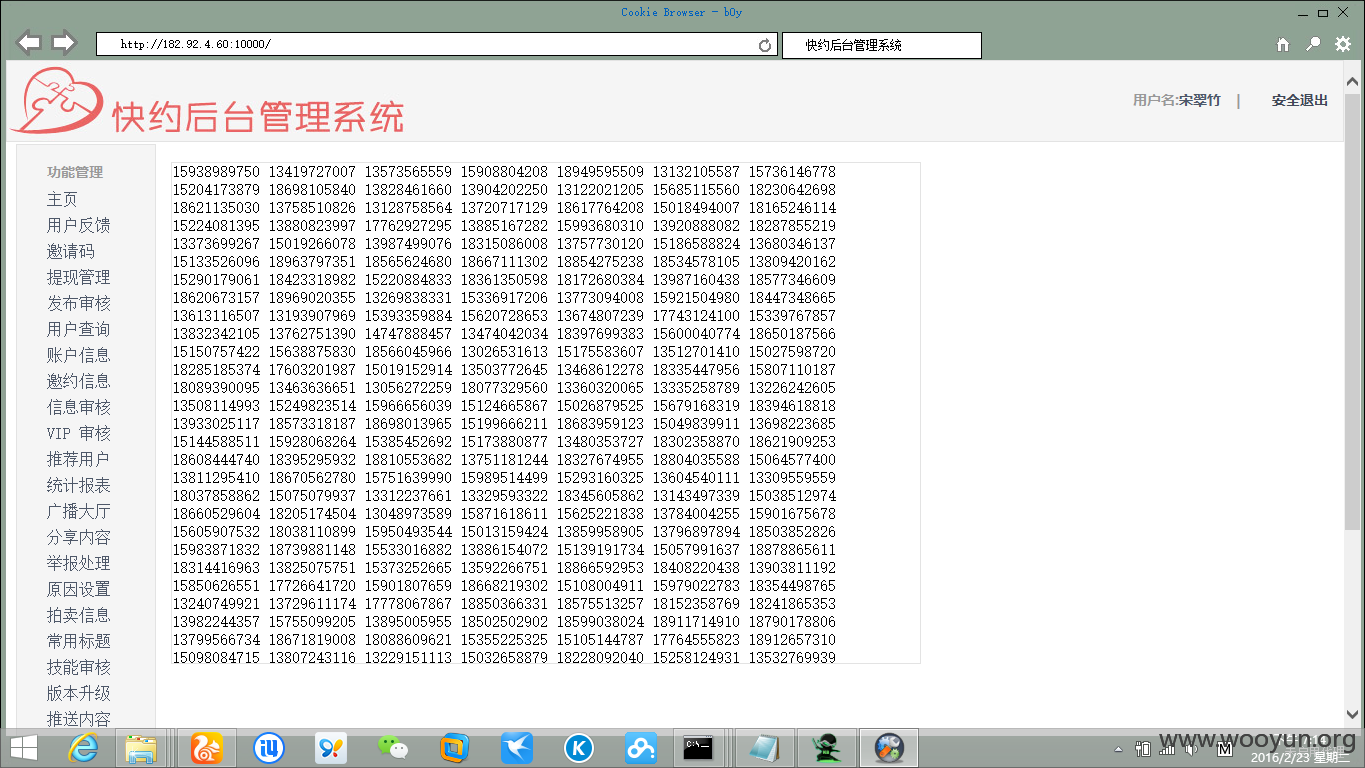 Cookie Browser - bOy
http://182.92.4.60:10000/
快约后台管理系统
快约后台管理系统
用户名:宋翠竹 | 安全退出
功能管理
主页
用户反馈
邀请码
提现管理
发布审核
用户查询
账户信息
邀约信息
信息审核
VIP 审核
推荐用户
统计报表
广播大厅
分享内容
举报处理
原因设置
拍卖信息
常用标题
技能审核
版本升级
推送内容
15938989750 13419727007 13573565559 15908804208 18949595509 13132105587 15736146778
15204173879 18698105840 13828461660 13904202250 13122021205 15685115560 18230642698
18621135030 13758510826 13128758564 13720717129 18617764208 15018494007 18165246114
15224081395 13880823997 17762927295 13885167282 15993680310 13920888082 18287855219
13373699267 15019266078 13987499076 18315086008 13757730120 15186588824 13680346137
15133526096 18963797351 18565624680 18667111302 18854275238 18534578105 13809420162
15290179061 18423318982 15220884833 18361350598 18172680384 13987160438 18577346609
18620673157 18969020355 13269838331 15336917206 13773094008 15921504980 18447348665
13613116507 13193907969 15393359884 15620728653 13674807239 17743124100 15339767857
13832342105 13762751390 14747888457 13474042034 18397699383 15600040774 18650187566
15150757422 15638875830 18566045966 13026531613 15175583607 13512701410 15027598720
18285185374 17603201987 15019152914 13503772645 13468612278 18335447956 15807110187
18089390095 13463636651 13056272259 18077329560 13360320065 13335258789 13226242605
13508114993 15249823514 15966656039 15124665867 15026879525 15679168319 18394618818
13933025117 18573318187 18698013965 15199666211 18683959123 15049839911 13698223685
15144588511 15928068264 15385452692 15173880877 13480353727 18302358870 18621909253
18608444740 18395295932 18810553682 13751181244 18327674955 18804035588 15064577400
13811295410 18670562780 15751639990 15989514499 15293160325 13604540111 13309559559
18037858862 15075079937 13312237661 13329593322 18345605862 13143497339 15038512974
18660529604 18205174504 13048973589 15871618611 15625221838 13784004255 15901675678
15605907532 18038110899 15950493544 15013159424 13859958905 13796897894 18503852826
15983871832 18739881148 15533016882 13886154072 15139191734 15057991637 18878665611
18314416963 13825075751 15373252665 13592266751 18866592953 18408220438 13903811192
15850626551 17726641720 15901807659 18668219302 15108004911 15979022783 18354498765
13240749921 13729611174 17778067867 18850366331 18575513257 18152358769 18241865353
13982244357 15755099205 13895005955 18502502902 18599038024 18911714910 18790178806
13799566734 18671819008 18088609621 15355225325 15105144787 17764555823 18912657310
15098084715 13807243116 13229151113 15032658879 18228092040 15258124931 13532769939
www.wooyun.org
2016/2/23 星期二